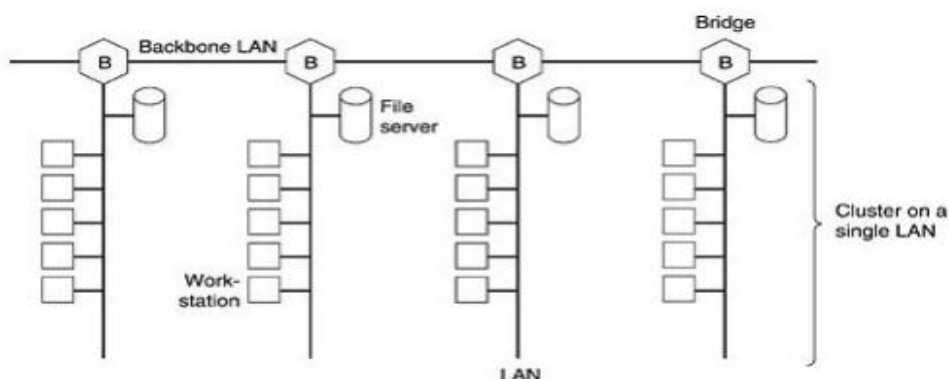 Bridge
Backbone LAN
B
B
B
B
File
server
Cluster on a
single LAN
Work-
station
LAN